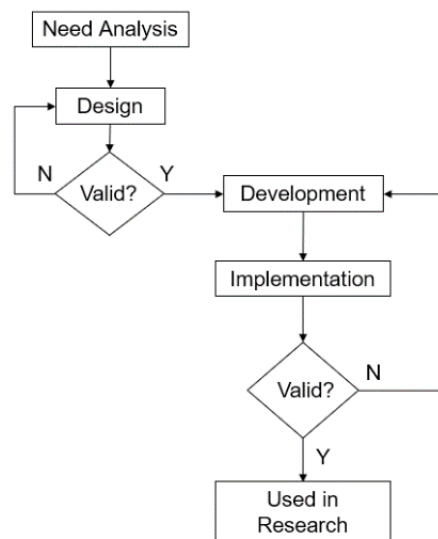 Need Analysis
Design
N
Valid?
Y
Development
Implementation
Valid?
N
Y
Used in
Research